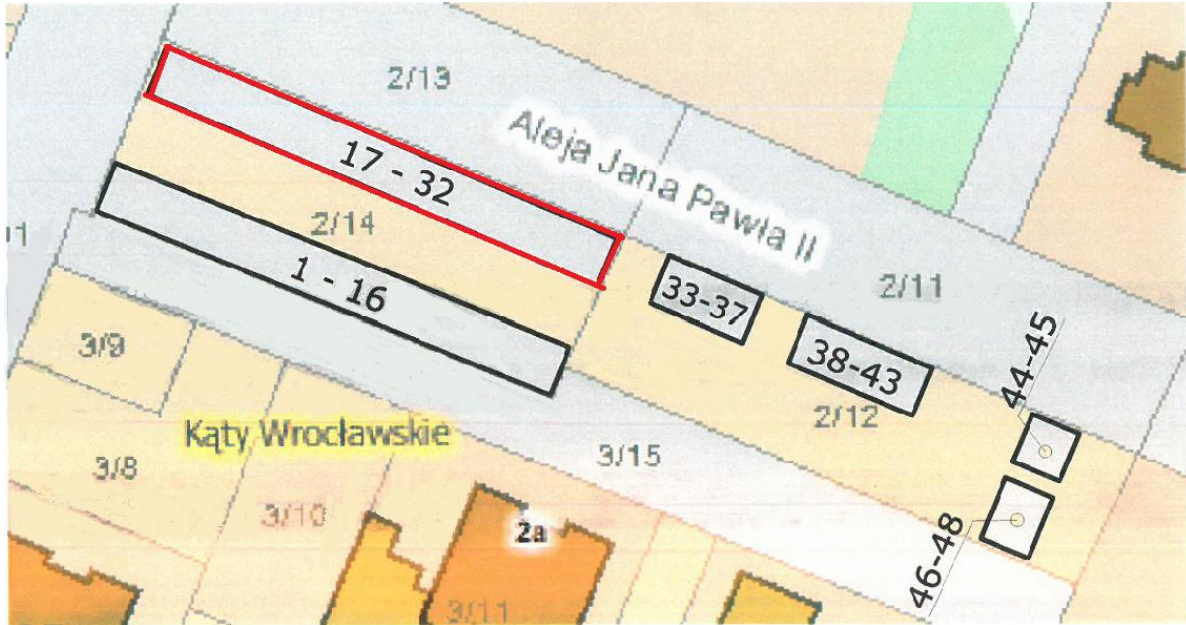 2/13
Aleja Jana Pawła II
17 - 32
2/14
1 - 16
33-37
2/11
38-43
44-45
2/12
3/9
Kąty Wrocławskie
3/8
3/15
3/10
2a
46-48
3/11